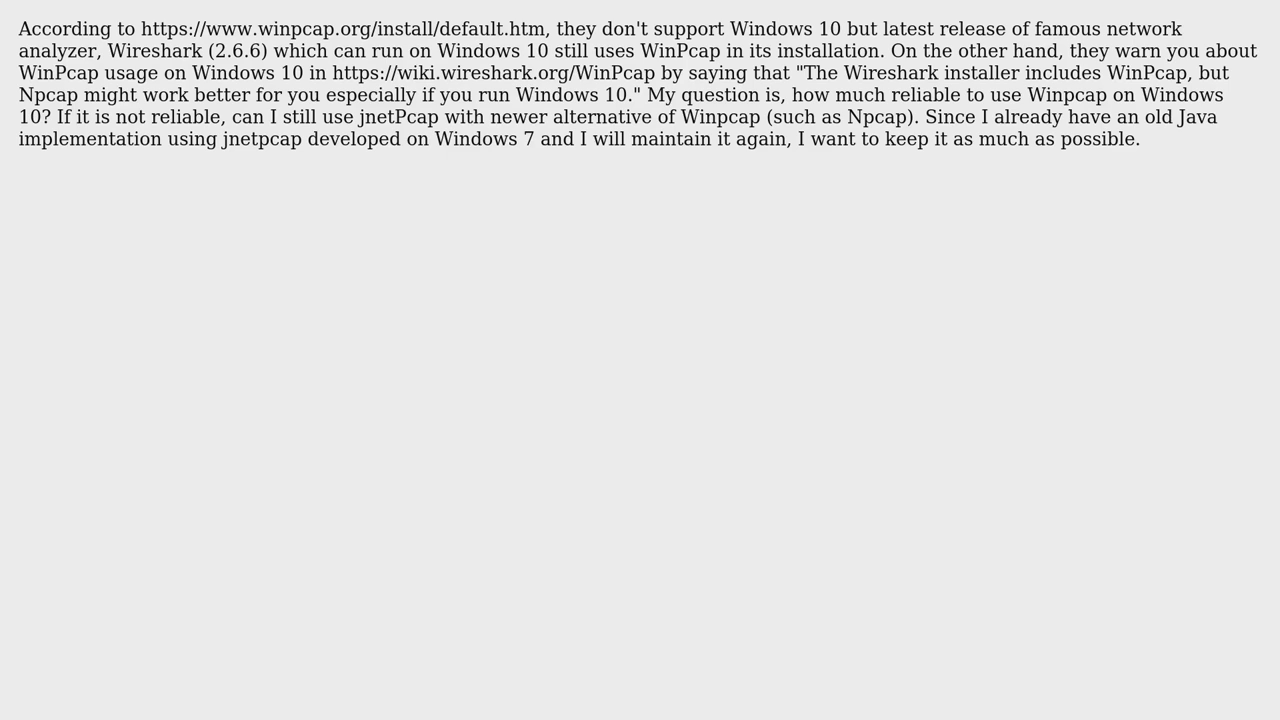 According to https://www.winpcap.org/install/default.htm, they don't support Windows 10 but latest release of famous network
analyzer, Wireshark (2.6.6) which can run on Windows 10 still uses WinPcap in its installation. On the other hand, they warn you about
WinPcap usage on Windows 10 in https://wiki.wireshark.org/WinPcap by saying that "The Wireshark installer includes WinPcap, but
Npcap might work better for you especially if you run Windows 10." My question is, how much reliable to use Winpcap on Windows
10? If it is not reliable, can I still use jnetPcap with newer alternative of Winpcap (such as Npcap). Since I already have an old Java
implementation using jnetpcap developed on Windows 7 and I will maintain it again, I want to keep it as much as possible.